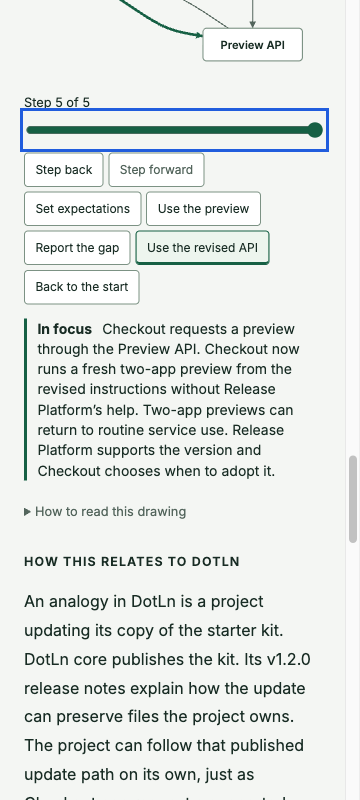 Preview API
Step 5 of 5
Step back
Step forward
Set expectations
Use the preview
Report the gap
Use the revised API
Back to the start
In focus Checkout requests a preview
through the Preview API. Checkout now
runs a fresh two-app preview from the
revised instructions without Release
Platform’s help. Two-app previews can
return to routine service use. Release
Platform supports the version and
Checkout chooses when to adopt it.
How to read this drawing
HOW THIS RELATES TO DOTLN
An analogy in DotLn is a project
updating its copy of the starter kit.
DotLn core publishes the kit. Its v1.2.0
release notes explain how the update
can preserve files the project owns.
The project can follow that published
update path on its own, just as